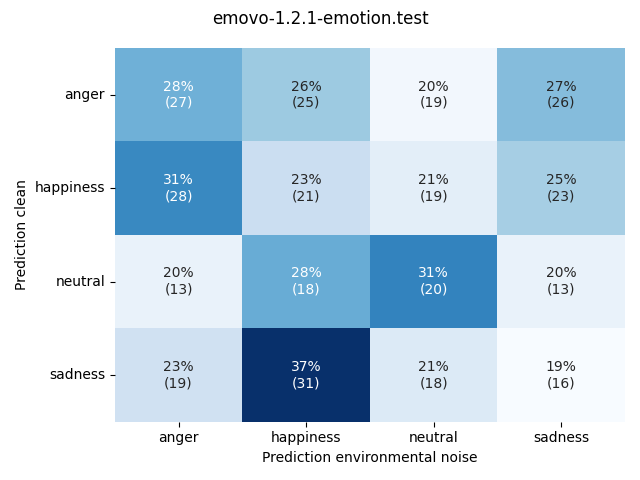 emovo-1.2.1-emotion.test
Prediction clean
anger
28%
(27)
26%
(25)
20%
(19)
27%
(26)
happiness
31%
(28)
23%
(21)
21%
(19)
25%
(23)
neutral
20%
(13)
28%
(18)
31%
(20)
20%
(13)
sadness
23%
(19)
37%
(31)
21%
(18)
19%
(16)
anger
happiness
neutral
sadness
Prediction environmental noise